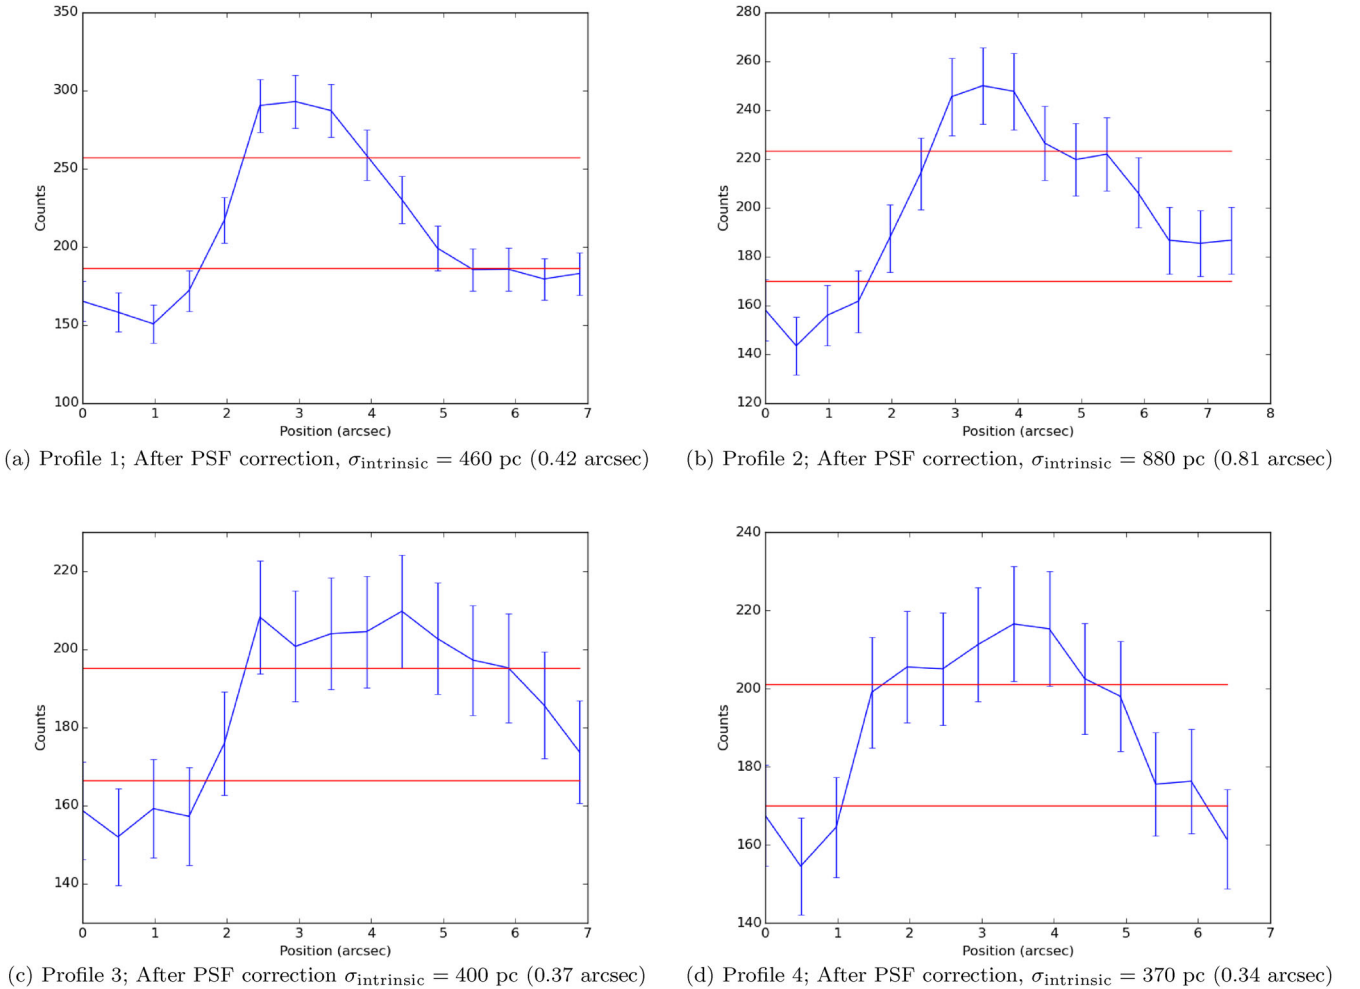 350
300
250
200
150
100
Counts
0 1 2 3 4 5 6 7
Position (arcsec)
(a) Profile 1; After PSF correction, σintrinsic = 460 pc (0.42 arcsec)
280
260
240
220
200
180
160
140
120
Counts
0 1 2 3 4 5 6 7 8
Position (arcsec)
(b) Profile 2; After PSF correction, σintrinsic = 880 pc (0.81 arcsec)
220
200
180
160
140
Counts
0 1 2 3 4 5 6 7
Position (arcsec)
(c) Profile 3; After PSF correction σintrinsic = 400 pc (0.37 arcsec)
240
220
200
180
160
140
Counts
0 1 2 3 4 5 6 7
Position (arcsec)
(d) Profile 4; After PSF correction, σintrinsic = 370 pc (0.34 arcsec)